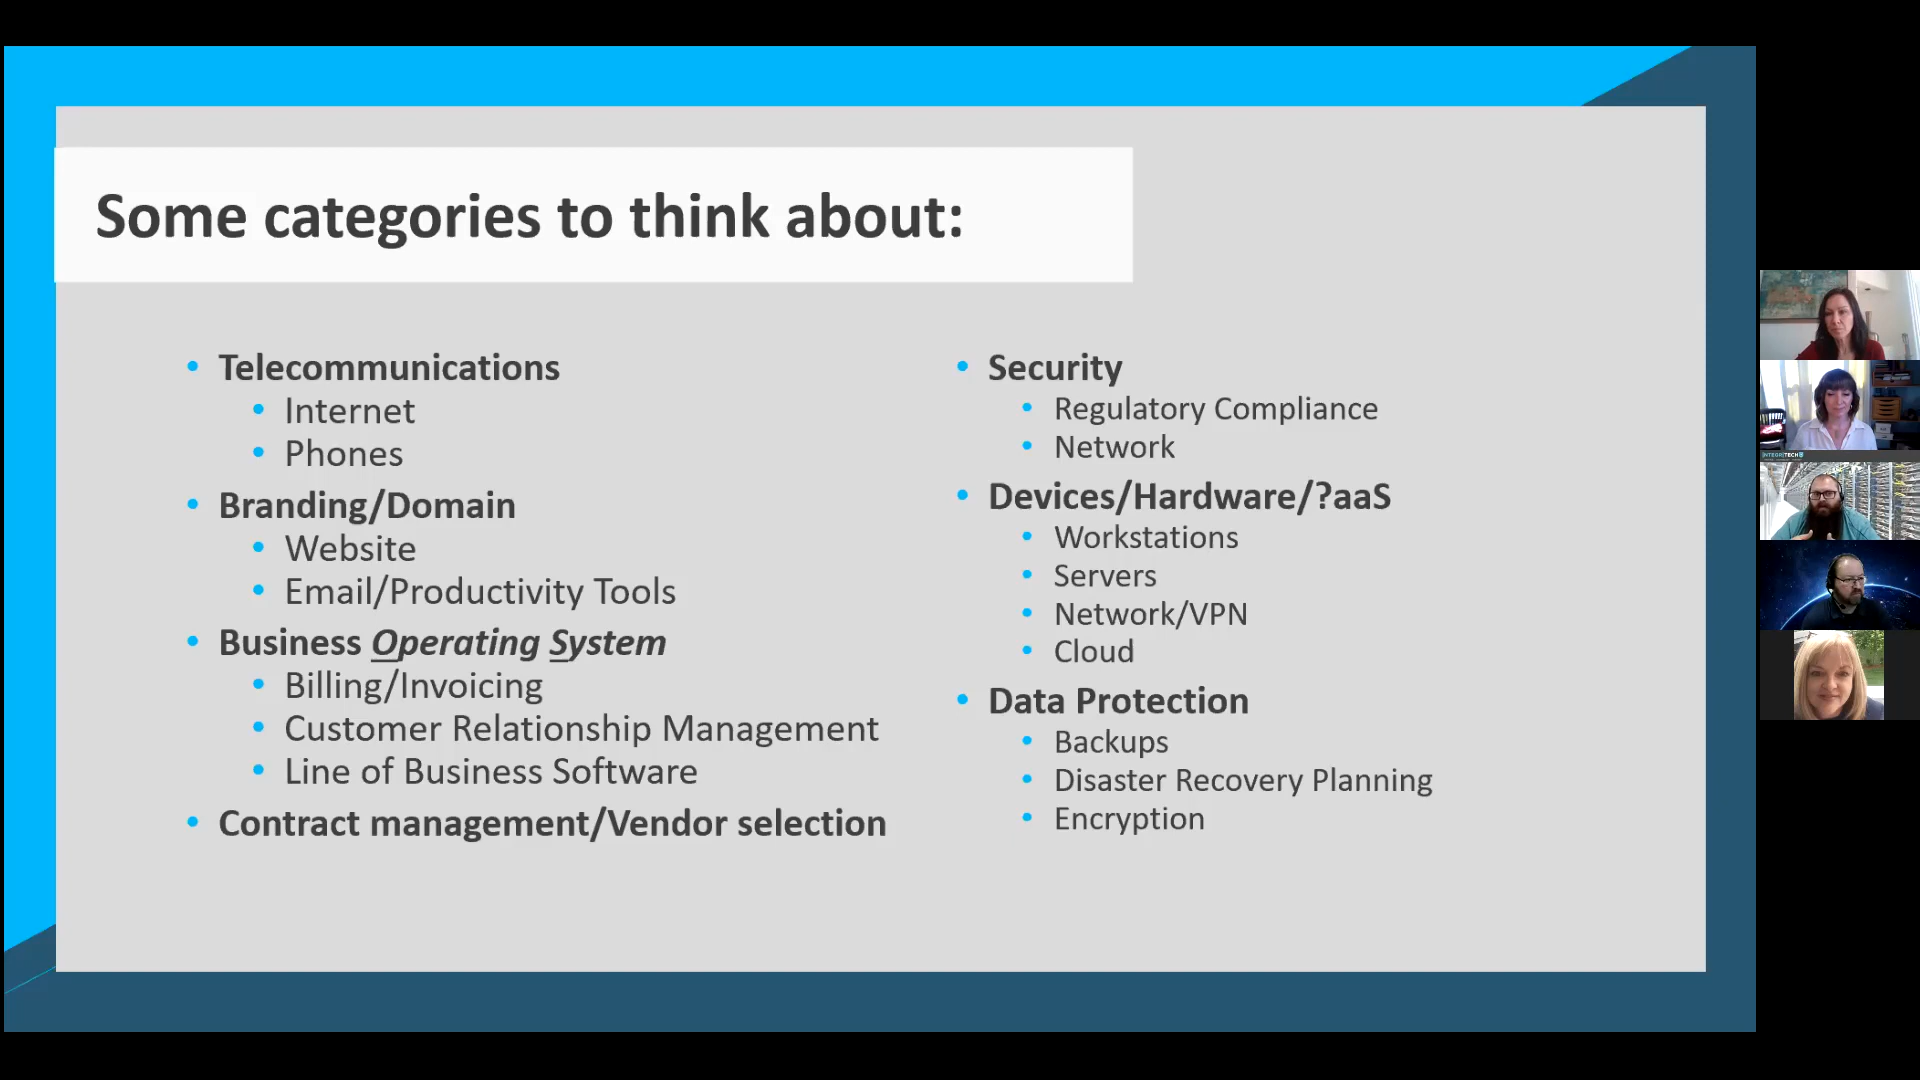 Some categories to think about:
Telecommunications
Internet
Phones
Branding/Domain
Website
Email/Productivity Tools
Business Operating System
Billing/Invoicing
Customer Relationship Management
Line of Business Software
Contract management/Vendor selection
Security
Regulatory Compliance
Network
Devices/Hardware/?aaS
Workstations
Servers
Network/VPN
Cloud
Data Protection
Backups
Disaster Recovery Planning
Encryption